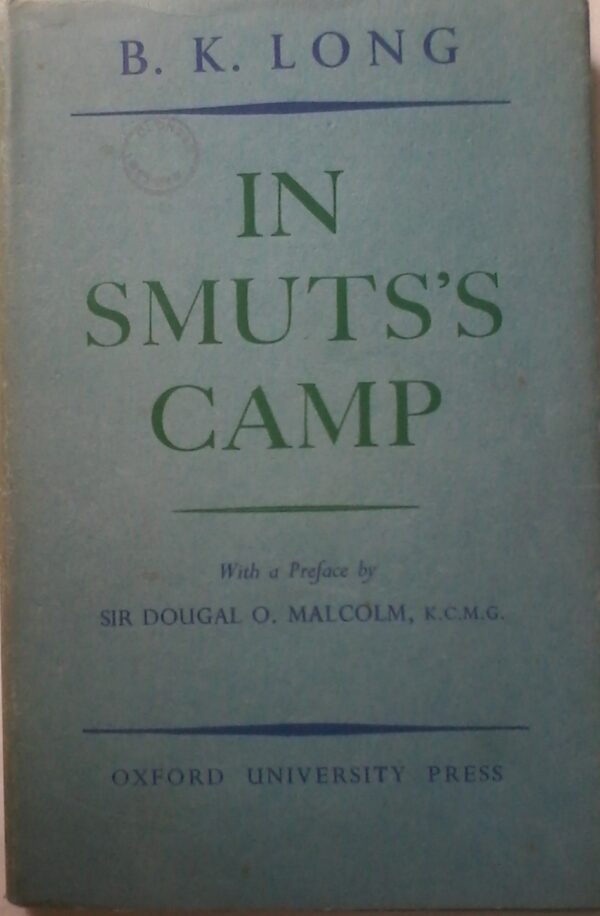 B. K. LONG
IN
SMUTS'S
CAMP
With a Preface by
SIR DOUGAL O. MALCOLM, K.C.M.G.
OXFORD UNIVERSITY PRESS